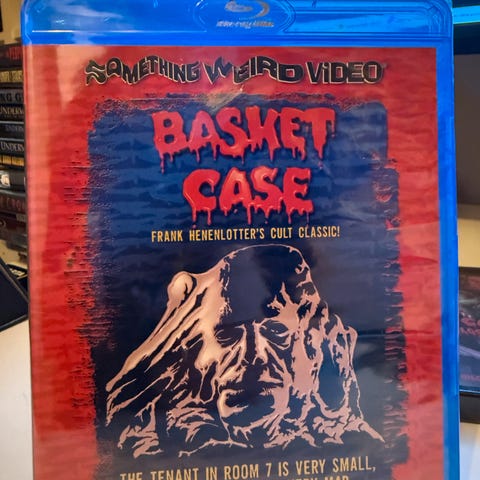 SOMETHING WEIRD VIDEO
BASKET
CASE
FRANK HENENLOTTER'S CULT CLASSIC!
THE TENANT IN ROOM 7 IS VERY SMALL,